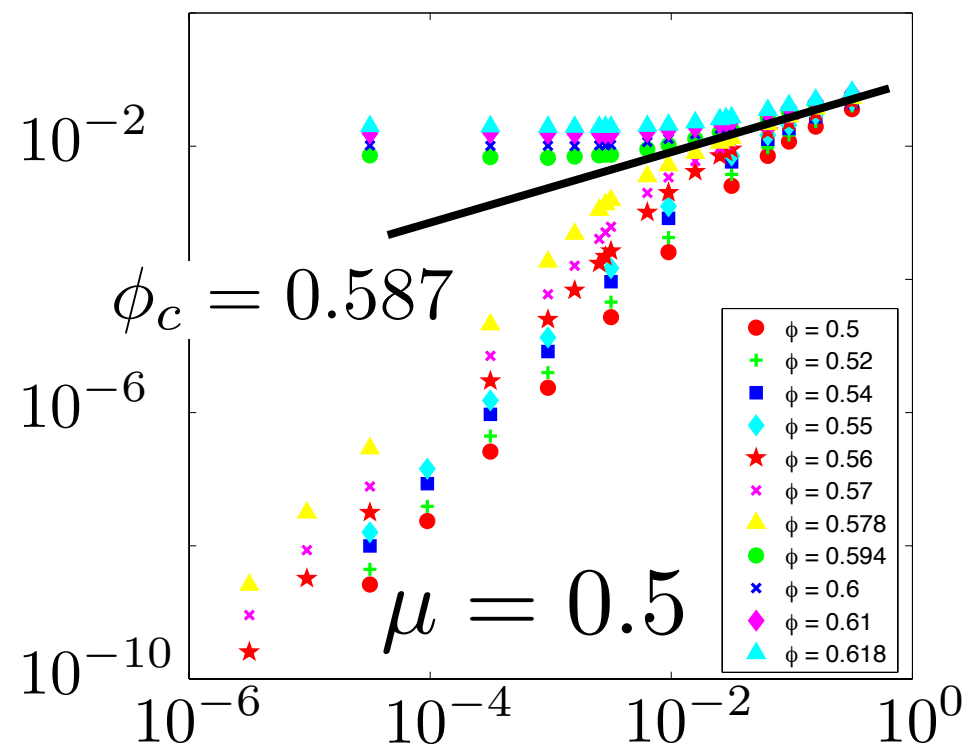 10^{-2}
ϕ_c = 0.587
10^{-6}
ϕ = 0.5
ϕ = 0.52
ϕ = 0.54
ϕ = 0.55
ϕ = 0.56
ϕ = 0.57
ϕ = 0.578
ϕ = 0.594
ϕ = 0.6
ϕ = 0.61
ϕ = 0.618
μ = 0.5
10^{-10}
10^{-6} 10^{-4} 10^{-2} 10^{0}